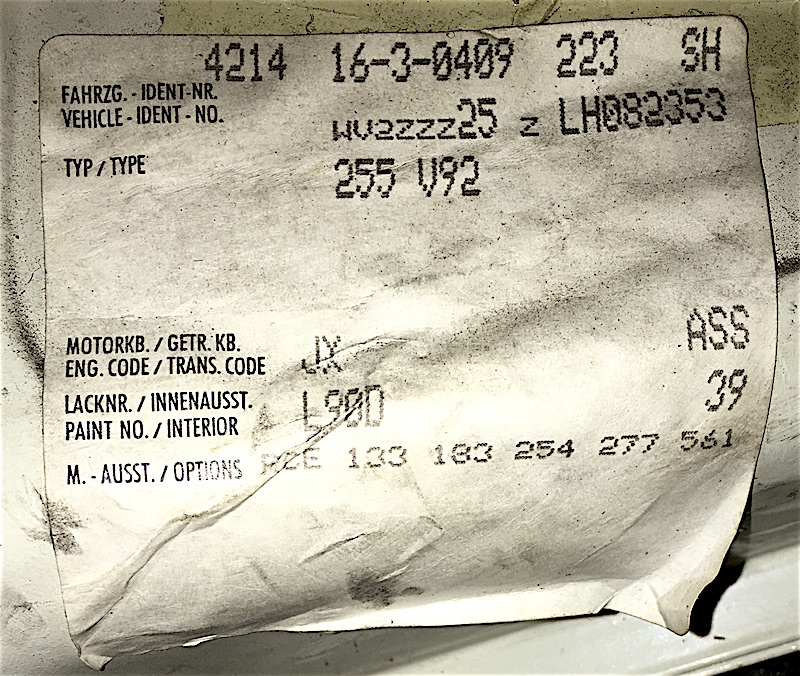 4214 16-3-0409 223 SH
FAHRZG. - IDENT-NR.
VEHICLE - IDENT - NO. WV2ZZZ25 Z LH082353
TYP / TYPE 255 V92
MOTORKB. / GETR. KB. JX ASS
ENG. CODE / TRANS. CODE
LACKNR. / INNENAUSST. L90D 39
PAINT NO. / INTERIOR
M. - AUSST. / OPTIONS 133 183 254 277 561